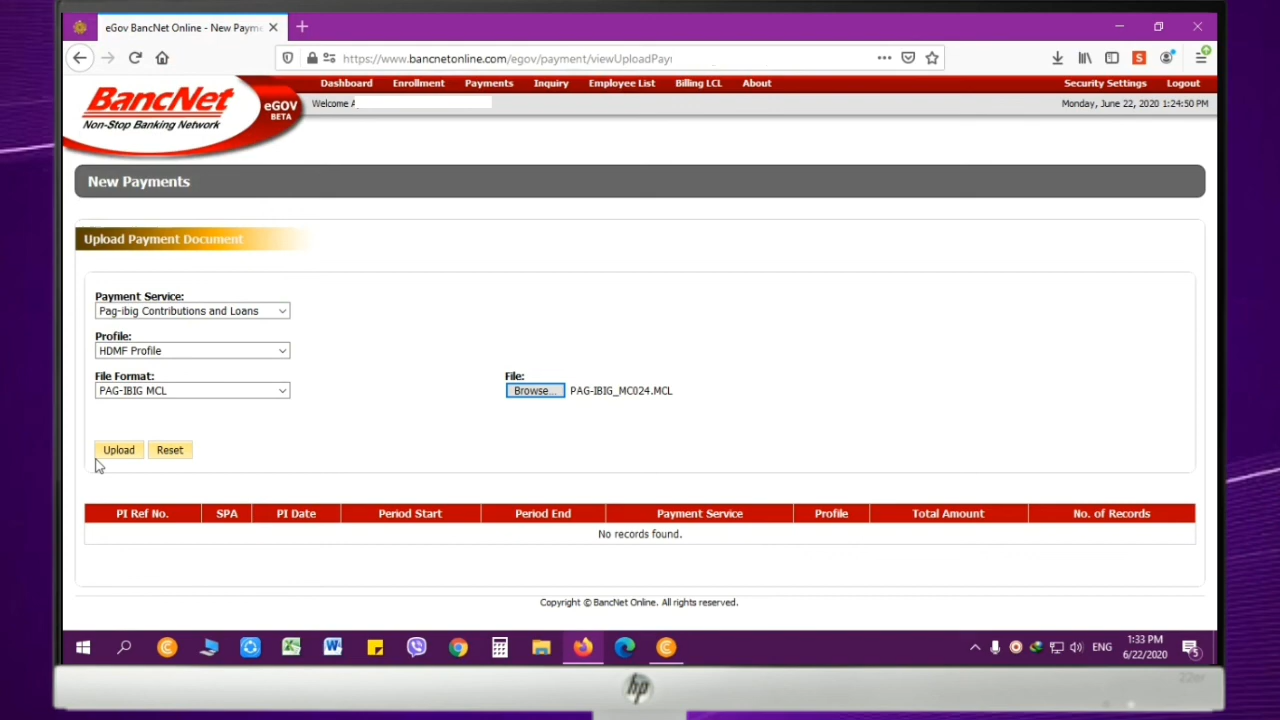 eGov BancNet Online - New Payme
https://www.bancnetonline.com/egov/payment/viewUploadPay
Dashboard Enrollment Payments Inquiry Employee List Billing LCL About Security Settings Logout
BancNet
Non-Stop Banking Network
eGOV
BETA
Welcome A
Monday, June 22, 2020 1:24:50 PM
New Payments
Upload Payment Document
Payment Service:
Pag-ibig Contributions and Loans
Profile:
HDMF Profile
File Format: File:
PAG-IBIG MCL Browse... PAG-IBIG_MC024.MCL
Upload Reset
PI Ref No. SPA PI Date Period Start Period End Payment Service Profile Total Amount No. of Records
No records found.
Copyright © BancNet Online. All rights reserved.
ENG
1:33 PM
6/22/2020
5
hp
22er